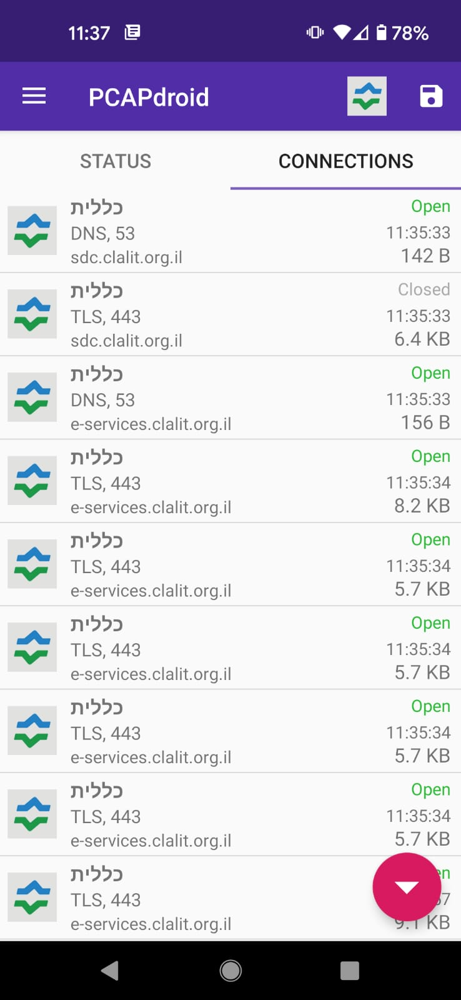 11:37
78%
PCAPdroid
STATUS
CONNECTIONS
כללית
Open
DNS, 53
11:35:33
sdc.clalit.org.il
142 B
כללית
Closed
TLS, 443
11:35:33
sdc.clalit.org.il
6.4 KB
כללית
Open
DNS, 53
11:35:33
e-services.clalit.org.il
156 B
כללית
Open
TLS, 443
11:35:34
e-services.clalit.org.il
8.2 KB
כללית
Open
TLS, 443
11:35:34
e-services.clalit.org.il
5.7 KB
כללית
Open
TLS, 443
11:35:34
e-services.clalit.org.il
5.7 KB
כללית
Open
TLS, 443
11:35:34
e-services.clalit.org.il
5.7 KB
כללית
Open
TLS, 443
11:35:34
e-services.clalit.org.il
5.7 KB
כללית
TLS, 443
e-services.clalit.org.il
9.1 KB